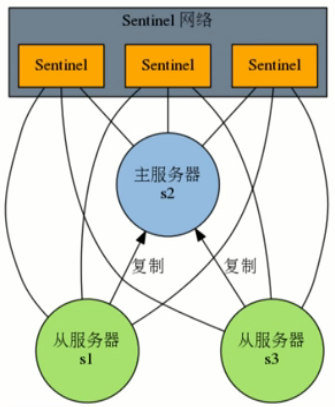 Sentinel 网络
Sentinel
Sentinel
Sentinel
主服务器
s2
复制
复制
从服务器
s1
从服务器
s3